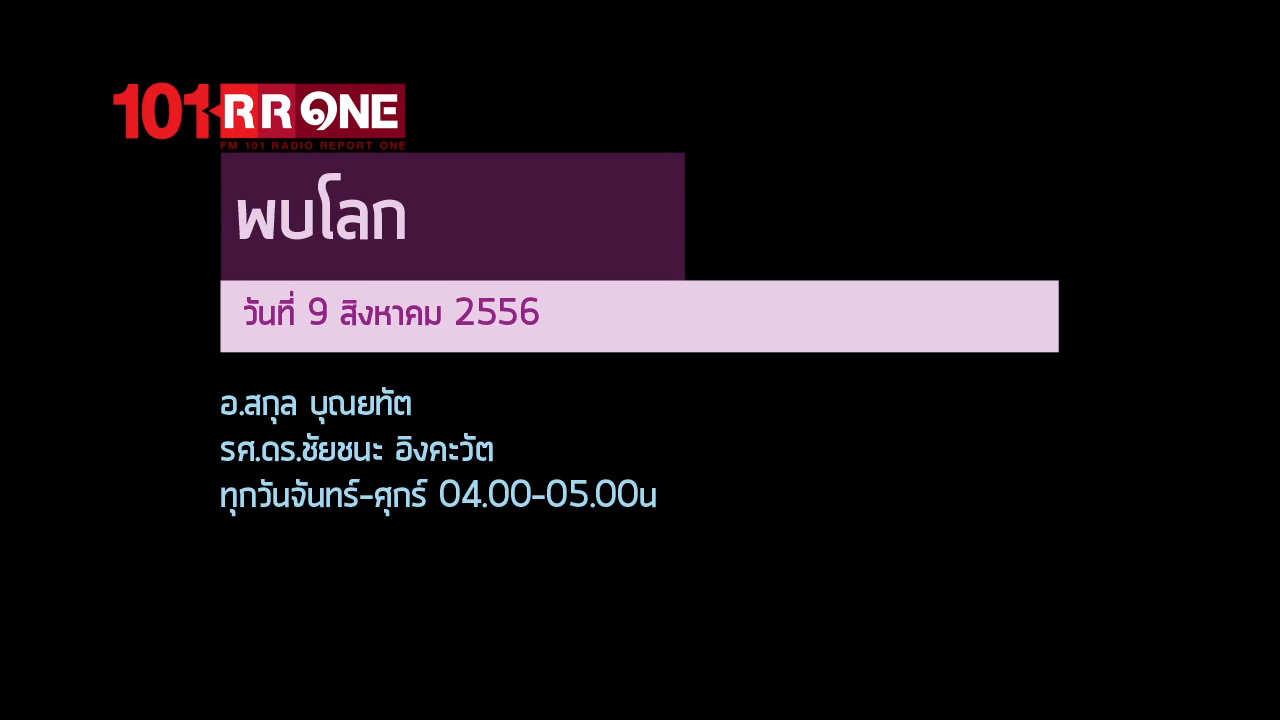 101 RR ONE
FM 101 RADIO REPORT ONE
พบโลก
วันที่ 9 สิงหาคม 2556
อ.สกุล บุณยทัต
รศ.ดร.ชัยชนะ อิงคะวัต
ทุกวันจันทร์-ศุกร์ 04.00-05.00น